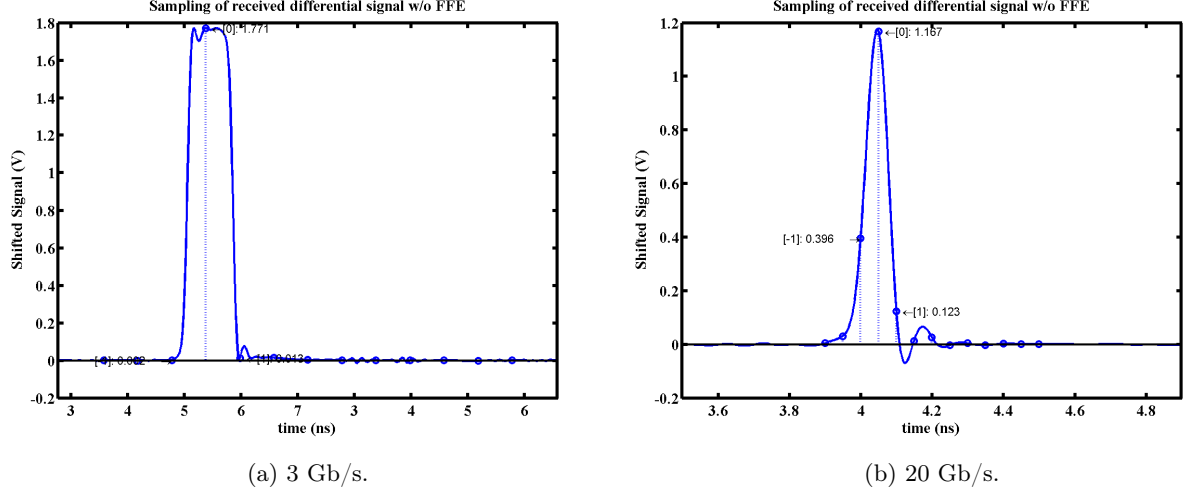 Sampling of received differential signal w/o FFE
Shifted Signal (V)
1.8
1.6
1.4
1.2
1
0.8
0.6
0.4
0.2
0
-0.2
←[0]: 1.771
[1]: 0.013
3 4 5 6 7 3 4 5 6
time (ns)
(a) 3 Gb/s.
Sampling of received differential signal w/o FFE
Shifted Signal (V)
1.2
1
0.8
0.6
0.4
0.2
0
-0.2
←[0]: 1.167
[-1]: 0.396 →
←[1]: 0.123
3.6 3.8 4 4.2 4.4 4.6 4.8
time (ns)
(b) 20 Gb/s.